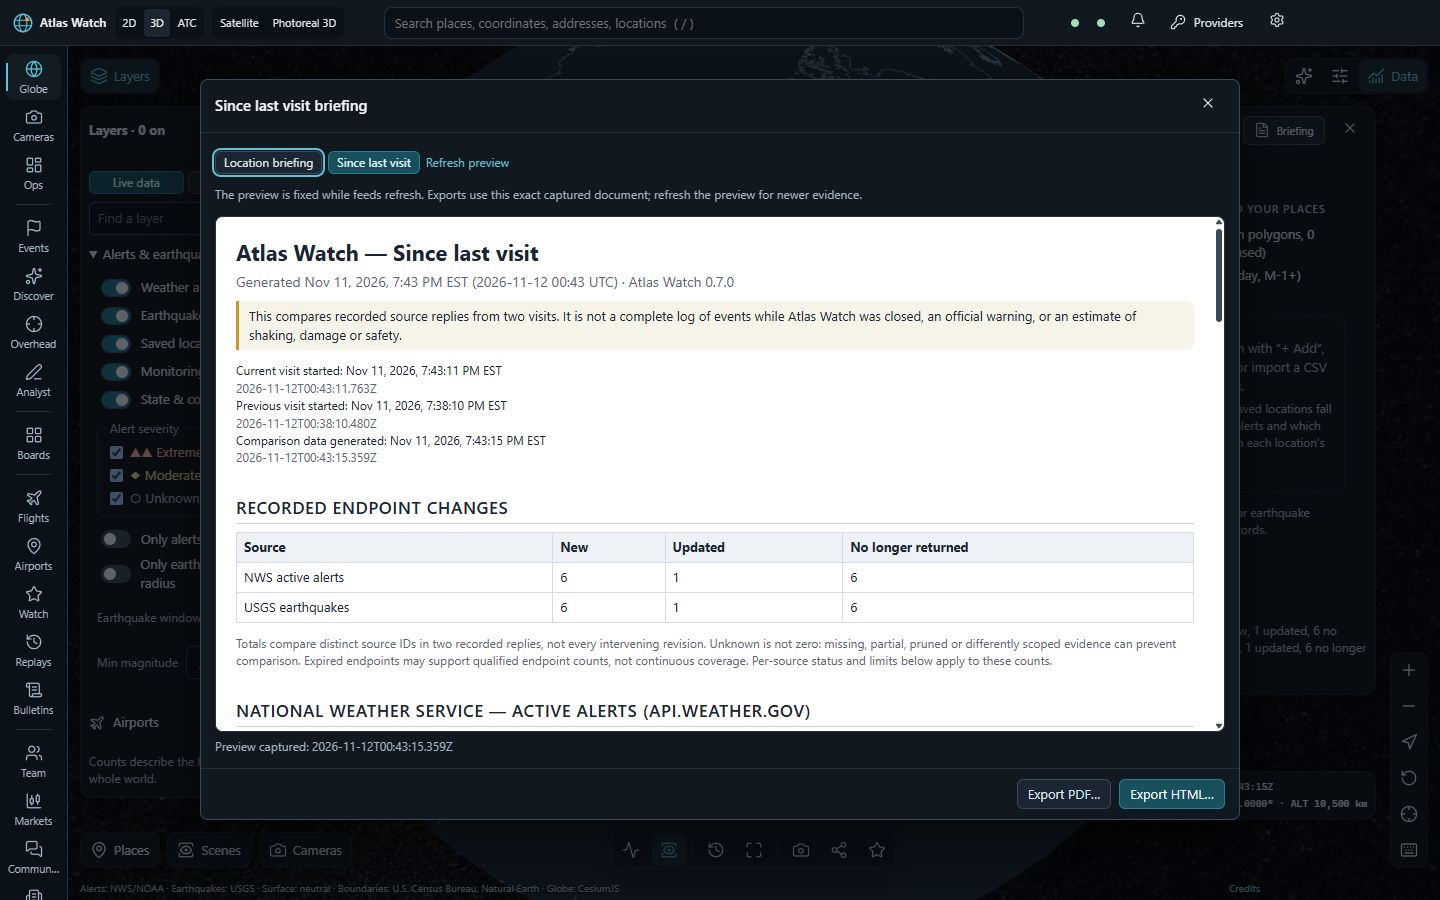 Atlas Watch
2D
3D
ATC
Satellite
Photoreal 3D
Search places, coordinates, addresses, locations ( / )
Providers
Globe
Cameras
Ops
Events
Discover
Overhead
Analyst
Boards
Flights
Airports
Watch
Replays
Bulletins
Team
Markets
Commun...
Layers
Data
Layers · 0 on
Live data
Find a layer
Alerts & earthqua
Weather a
Earthquak
Saved loca
Monitoring
State & co
Alert severity
Extreme
Moderate
Unknown
Only alerts
Only earth
radius
Earthquake window
Min magnitude
Airports
Counts describe the l
whole world.
Since last visit briefing
Location briefing
Since last visit
Refresh preview
The preview is fixed while feeds refresh. Exports use this exact captured document; refresh the preview for newer evidence.
Atlas Watch — Since last visit
Generated Nov 11, 2026, 7:43 PM EST (2026-11-12 00:43 UTC) · Atlas Watch 0.7.0
This compares recorded source replies from two visits. It is not a complete log of events while Atlas Watch was closed, an official warning, or an estimate of
shaking, damage or safety.
Current visit started: Nov 11, 2026, 7:43:11 PM EST
2026-11-12T00:43:11.763Z
Previous visit started: Nov 11, 2026, 7:38:10 PM EST
2026-11-12T00:38:10.480Z
Comparison data generated: Nov 11, 2026, 7:43:15 PM EST
2026-11-12T00:43:15.359Z
RECORDED ENDPOINT CHANGES
Source New Updated No longer returned
NWS active alerts 6 1 6
USGS earthquakes 6 1 6
Totals compare distinct source IDs in two recorded replies, not every intervening revision. Unknown is not zero: missing, partial, pruned or differently scoped evidence can prevent
comparison. Expired endpoints may support qualified endpoint counts, not continuous coverage. Per-source status and limits below apply to these counts.
NATIONAL WEATHER SERVICE — ACTIVE ALERTS (API.WEATHER.GOV)
Preview captured: 2026-11-12T00:43:15.359Z
Export PDF...
Export HTML...
Briefing
YOUR PLACES
polygons, 0
sed)
day, M-1+)
with "+ Add",
or import a CSV
aved locations fall
lerts and which
each location's
or earthquake
ords.
w, 1 updated, 6 no
, 1 updated, 6 no longer
43:15Z
.0000° · ALT 10,500 km
Places
Scenes
Cameras
Alerts: NWS/NOAA · Earthquakes: USGS · Surface: neutral · Boundaries: U.S. Census Bureau, Natural Earth · Globe: CesiumJS
Credits